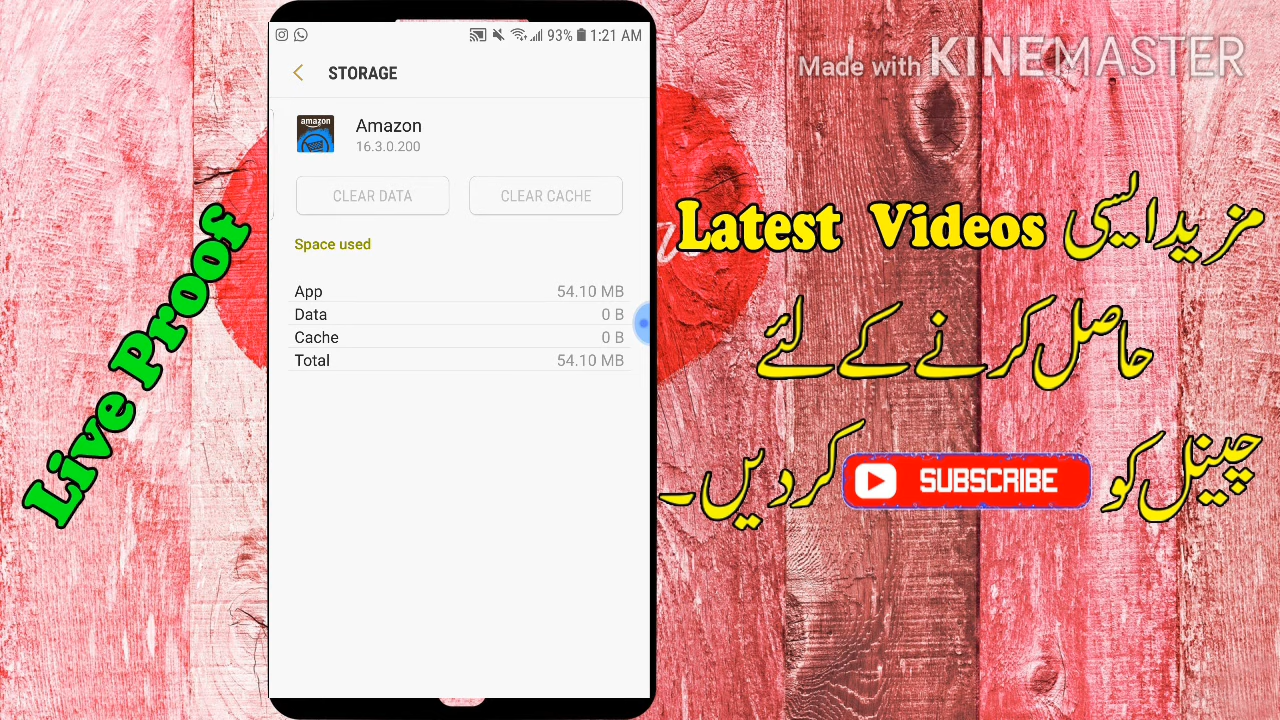 93% 1:21 AM
STORAGE
amazon
Amazon
16.3.0.200
CLEAR DATA
CLEAR CACHE
Space used
App 54.10 MB
Data 0 B
Cache 0 B
Total 54.10 MB
Live Proof
Made with KINEMASTER
مزید ایسی Latest Videos
حاصل کرنے کے لئے
چینل کو SUBSCRIBE کردیں۔